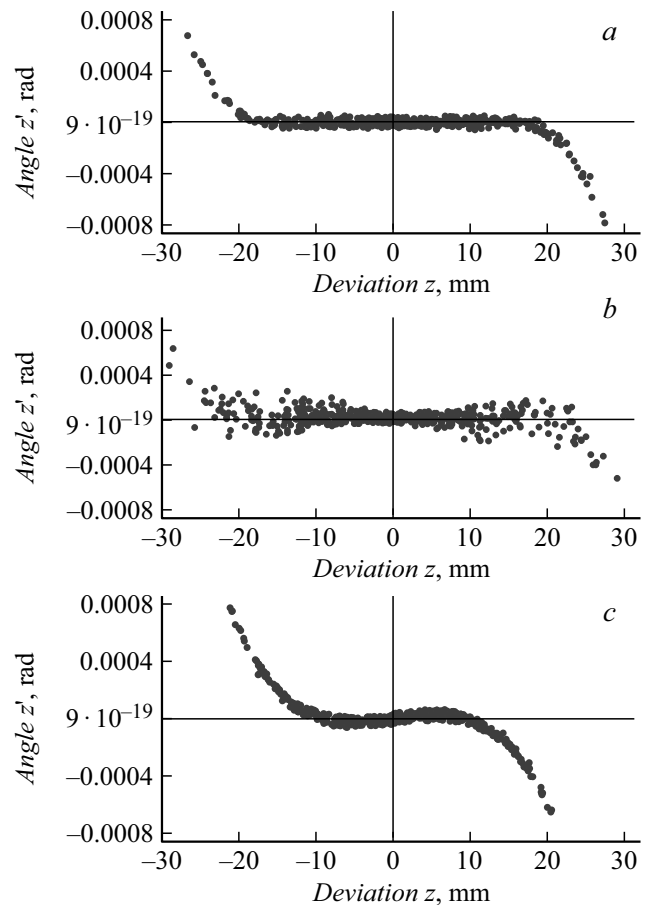 a
0.0008
0.0004
9 · 10⁻¹⁹
–0.0004
–0.0008
Angle z', rad
–30 –20 –10 0 10 20 30
Deviation z, mm
b
0.0008
0.0004
9 · 10⁻¹⁹
–0.0004
–0.0008
Angle z', rad
–30 –20 –10 0 10 20 30
Deviation z, mm
c
0.0008
0.0004
9 · 10⁻¹⁹
–0.0004
–0.0008
Angle z', rad
–30 –20 –10 0 10 20 30
Deviation z, mm